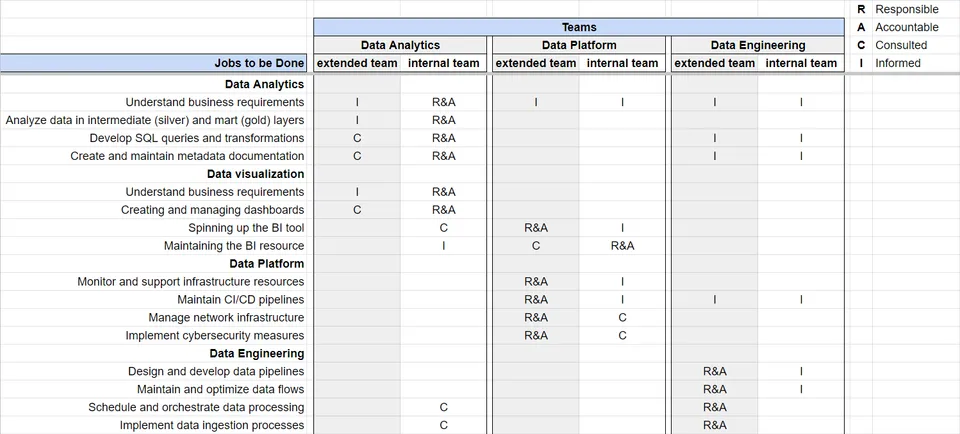 R Responsible
Teams A Accountable
Data Analytics Data Platform Data Engineering C Consulted
Jobs to be Done extended team internal team extended team internal team extended team internal team I Informed
Data Analytics
Understand business requirements I R&A I I I I
Analyze data in intermediate (silver) and mart (gold) layers I R&A
Develop SQL queries and transformations C R&A I I
Create and maintain metadata documentation C R&A I I
Data visualization
Understand business requirements I R&A
Creating and managing dashboards C R&A
Spinning up the BI tool C R&A I
Maintaining the BI resource I C R&A
Data Platform
Monitor and support infrastructure resources R&A I
Maintain CI/CD pipelines R&A I I I
Manage network infrastructure R&A C
Implement cybersecurity measures R&A C
Data Engineering
Design and develop data pipelines R&A I
Maintain and optimize data flows R&A I
Schedule and orchestrate data processing C R&A
Implement data ingestion processes C R&A